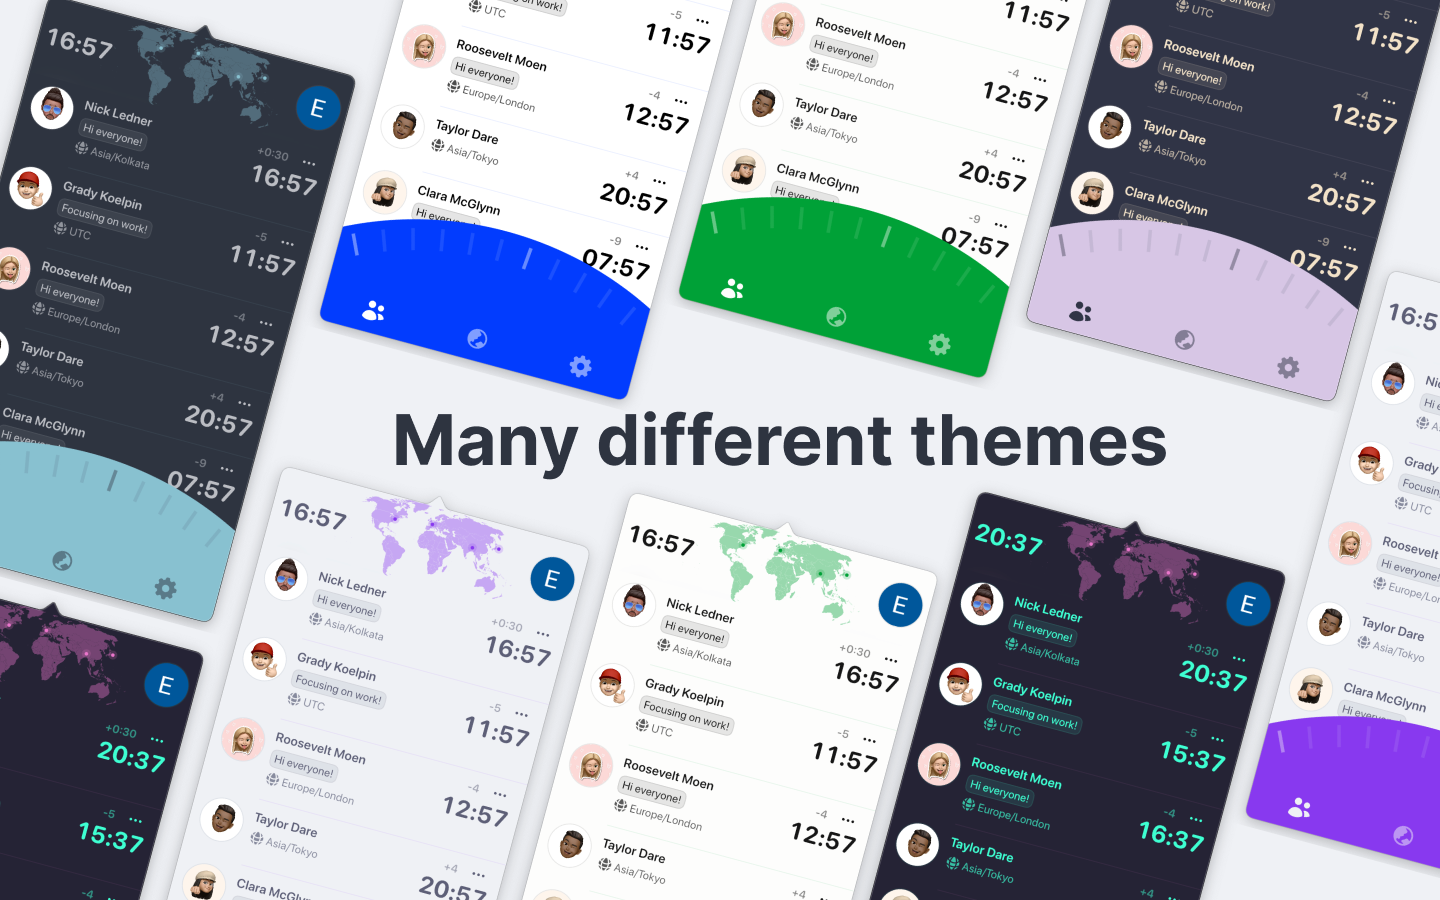 16:57
E
Nick Ledner
Hi everyone!
Asia/Kolkata
+0:30
16:57
Grady Koelpin
Focusing on work!
UTC
-5
11:57
Roosevelt Moen
Hi everyone!
Europe/London
-4
12:57
Taylor Dare
Asia/Tokyo
+4
20:57
Clara McGlynn
Hi everyone!
-9
07:57
UTC
-5
11:57
Roosevelt Moen
Hi everyone!
Europe/London
-4
12:57
Taylor Dare
Asia/Tokyo
+4
20:57
Clara McGlynn
Hi everyone!
-9
07:57
11:57
Roosevelt Moen
Hi everyone!
Europe/London
-4
12:57
Taylor Dare
Asia/Tokyo
+4
20:57
Clara McGlynn
Hi everyone!
-9
07:57
on work!
UTC
-5
11:57
Roosevelt Moen
Hi everyone!
Europe/London
-4
12:57
Taylor Dare
Asia/Tokyo
+4
20:57
Clara McGlynn
Hi everyone!
-9
07:57
Many different themes
E
+0:30
20:37
-5
15:37
-4
16:57
E
Nick Ledner
Hi everyone!
Asia/Kolkata
+0:30
16:57
Grady Koelpin
Focusing on work!
UTC
-5
11:57
Roosevelt Moen
Hi everyone!
Europe/London
-4
12:57
Taylor Dare
Asia/Tokyo
+4
20:57
Clara McGlynn
Hi everyone!
16:57
E
Nick Ledner
Hi everyone!
Asia/Kolkata
+0:30
16:57
Grady Koelpin
Focusing on work!
UTC
-5
11:57
Roosevelt Moen
Hi everyone!
Europe/London
-4
12:57
Taylor Dare
Asia/Tokyo
+4
20:37
E
Nick Ledner
Hi everyone!
Asia/Kolkata
+0:30
20:37
Grady Koelpin
Focusing on work!
UTC
-5
15:37
Roosevelt Moen
Hi everyone!
Europe/London
-4
16:37
Taylor Dare
Asia/Tokyo
+4
16:5
Nic
Hi e
A
Grady
Focusin
UTC
Roosevelt
Hi everyone!
Europe/Lon
Taylor Dare
Asia/Tokyo
Clara McGlynn
Hi everyone!